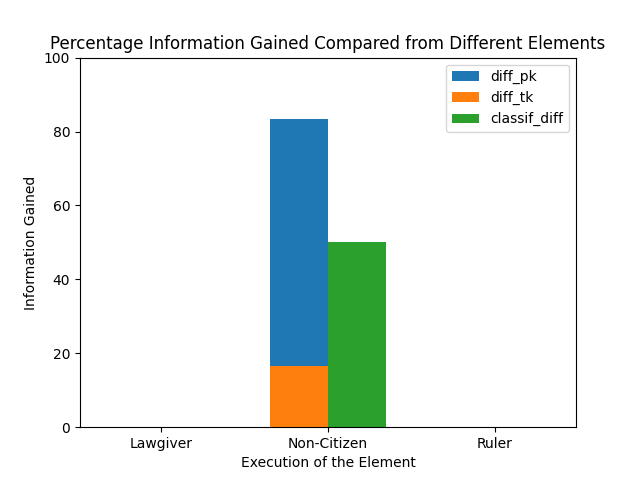 Percentage Information Gained Compared from Different Elements
100
80
60
40
20
0
Information Gained
diff_pk
diff_tk
classif_diff
Lawgiver
Non-Citizen
Ruler
Execution of the Element